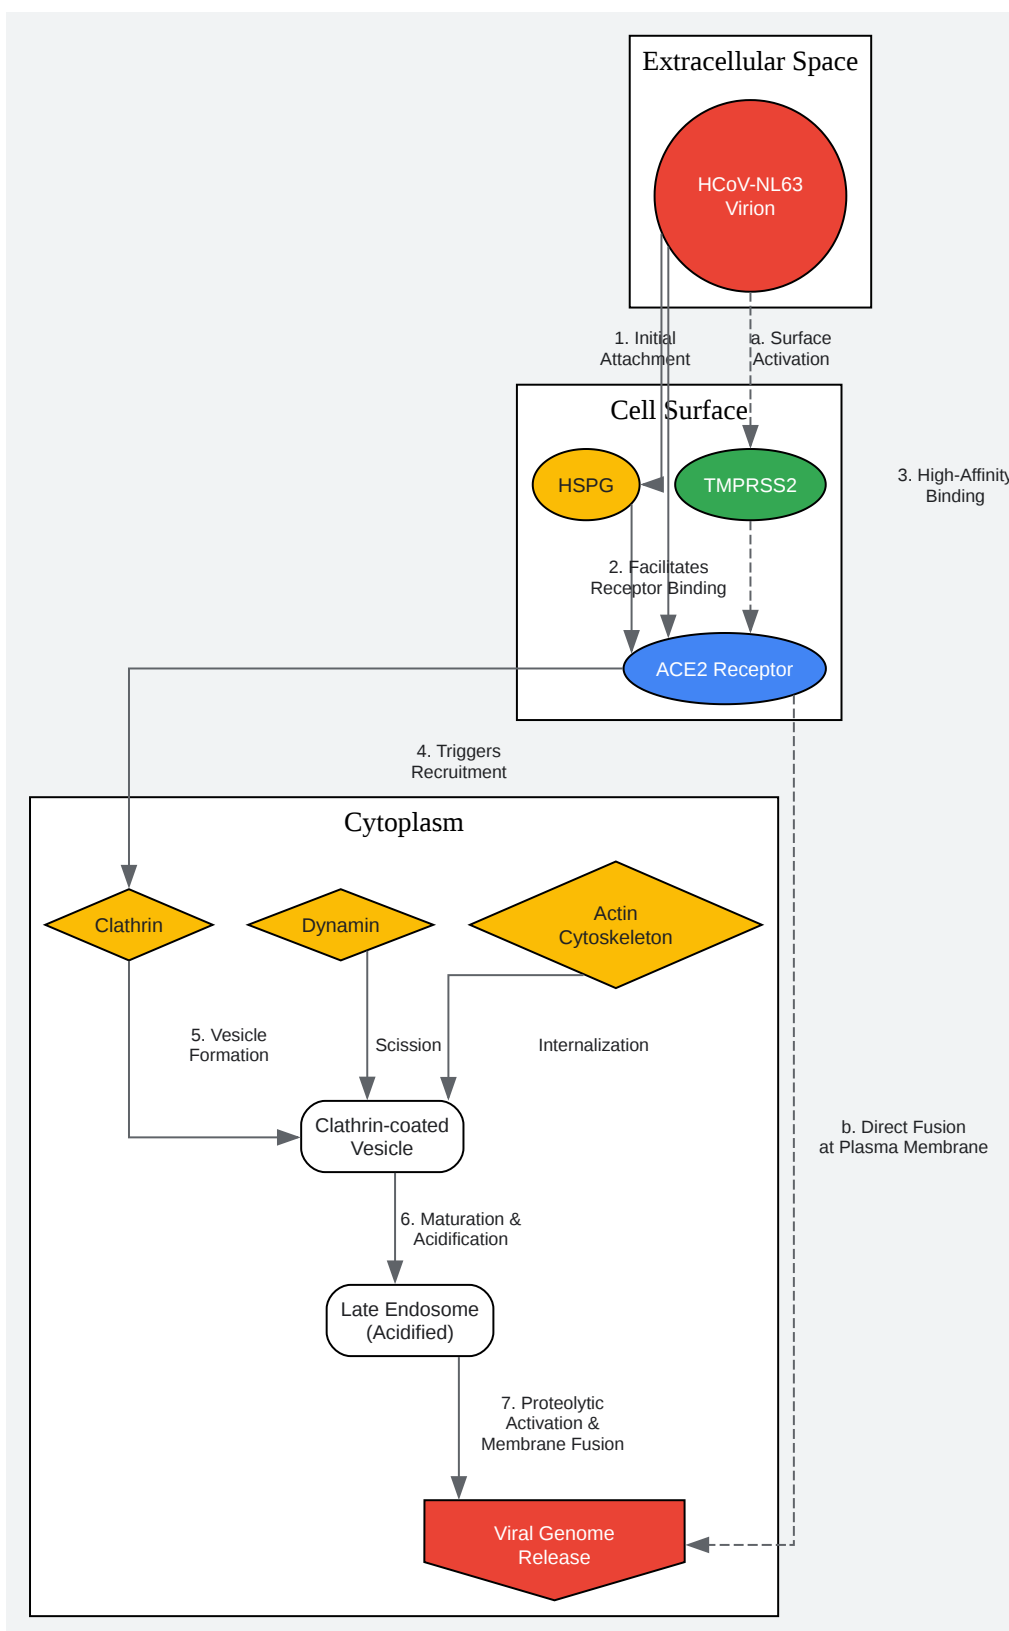 Extracellular Space
HCoV-NL63
Virion
1. Initial
Attachment
a. Surface
Activation
Cell Surface
HSPG
TMPRSS2
3. High-Affinity
Binding
2. Facilitates
Receptor Binding
ACE2 Receptor
4. Triggers
Recruitment
Cytoplasm
Clathrin
Dynamin
Actin
Cytoskeleton
5. Vesicle
Formation
Scission
Internalization
Clathrin-coated
Vesicle
b. Direct Fusion
at Plasma Membrane
6. Maturation &
Acidification
Late Endosome
(Acidified)
7. Proteolytic
Activation &
Membrane Fusion
Viral Genome
Release